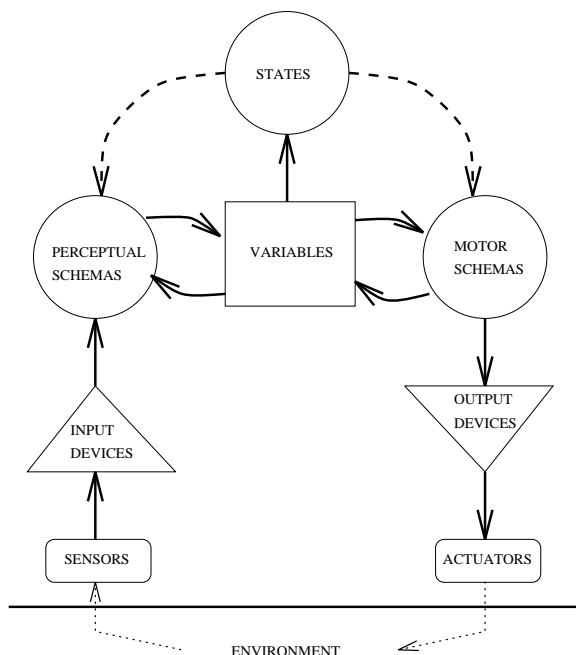 STATES
PERCEPTUAL
SCHEMAS
VARIABLES
MOTOR
SCHEMAS
INPUT
DEVICES
OUTPUT
DEVICES
SENSORS
ACTUATORS
ENVIRONMENT